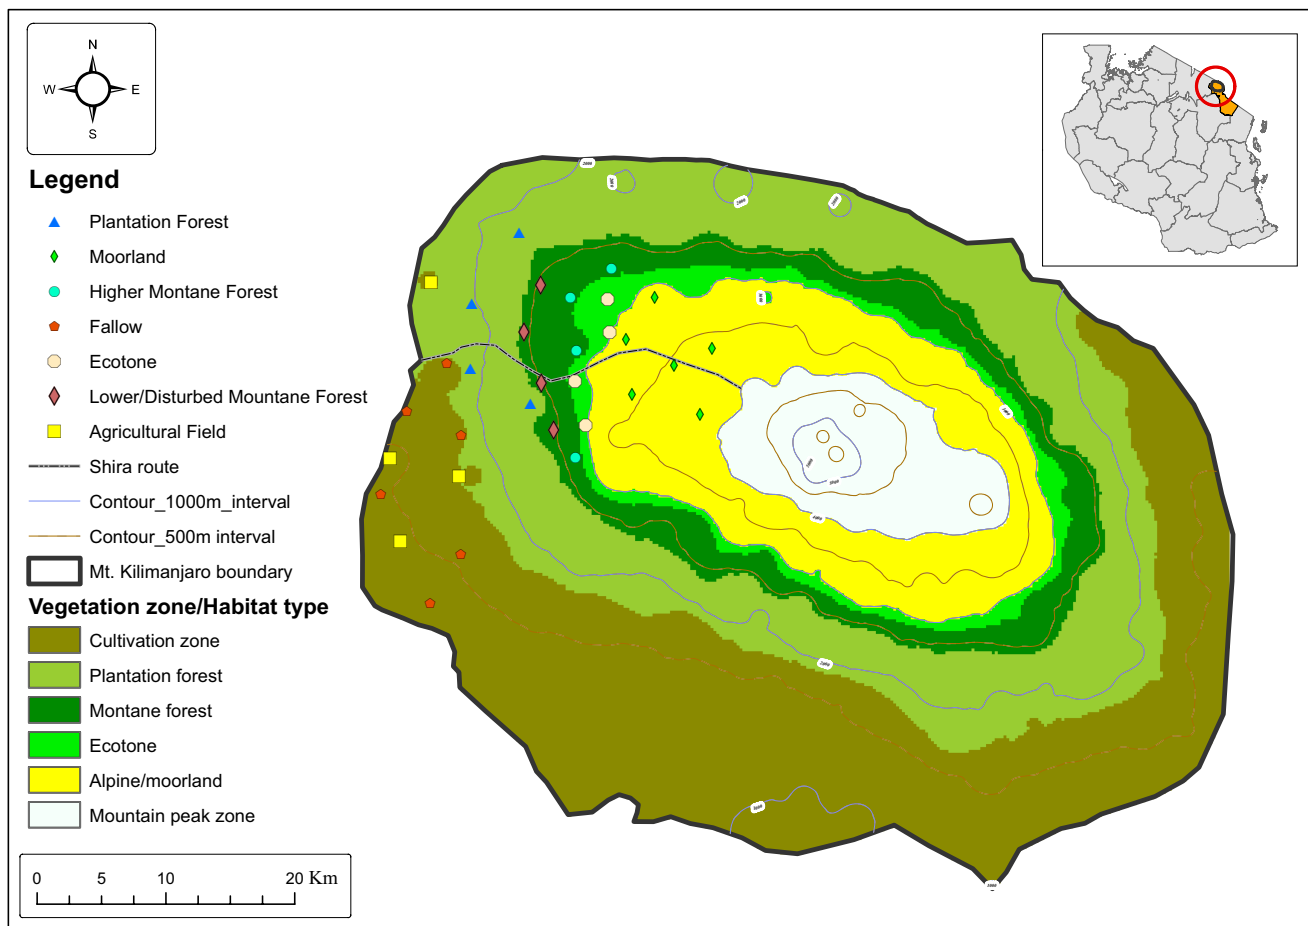 N
W E
S
Legend
Plantation Forest
Moorland
Higher Montane Forest
Fallow
Ecotone
Lower/Disturbed Mountane Forest
Agricultural Field
Shira route
Contour_1000m_interval
Contour_500m interval
Mt. Kilimanjaro boundary
Vegetation zone/Habitat type
Cultivation zone
Plantation forest
Montane forest
Ecotone
Alpine/moorland
Mountain peak zone
0 5 10 20 Km